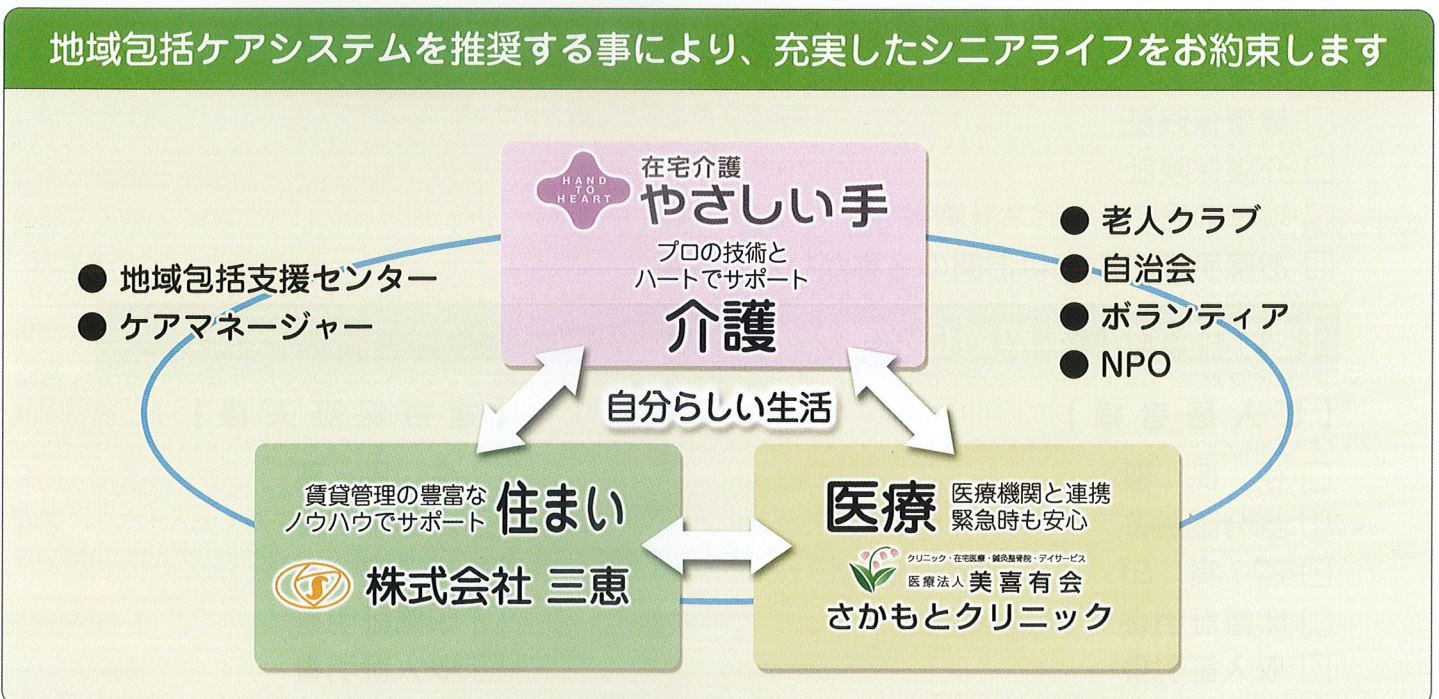 地域包括ケアシステムを推奨する事により、充実したシニアライフをお約束します
HAND
TO
HEART
在宅介護
やさしい手
プロの技術と
ハートでサポート
介護
● 地域包括支援センター
● ケアマネージャー
● 老人クラブ
● 自治会
● ボランティア
● NPO
自分らしい生活
賃貸管理の豊富な
ノウハウでサポート
住まい
株式会社 三恵
医療
医療機関と連携
緊急時も安心
クリニック・在宅医療・鍼灸整骨院・デイサービス
医療法人 美喜有会
さかもとクリニック